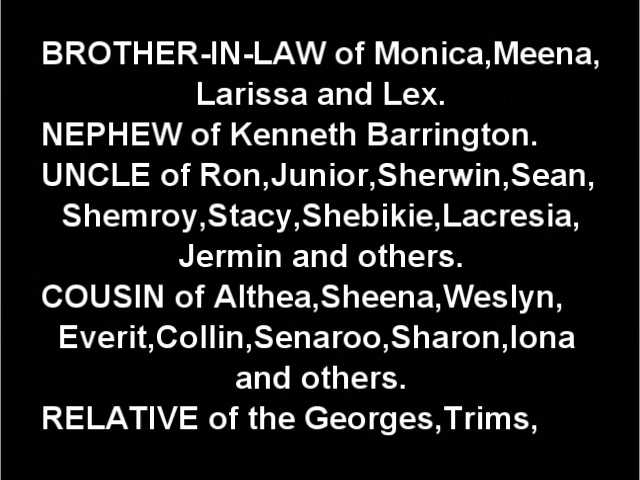 BROTHER-IN-LAW of Monica,Meena,
Larissa and Lex.
NEPHEW of Kenneth Barrington.
UNCLE of Ron,Junior,Sherwin,Sean,
Shemroy,Stacy,Shebikie,Lacresia,
Jermin and others.
COUSIN of Althea,Sheena,Weslyn,
Everit,Collin,Senaroo,Sharon,Iona
and others.
RELATIVE of the Georges,Trims,